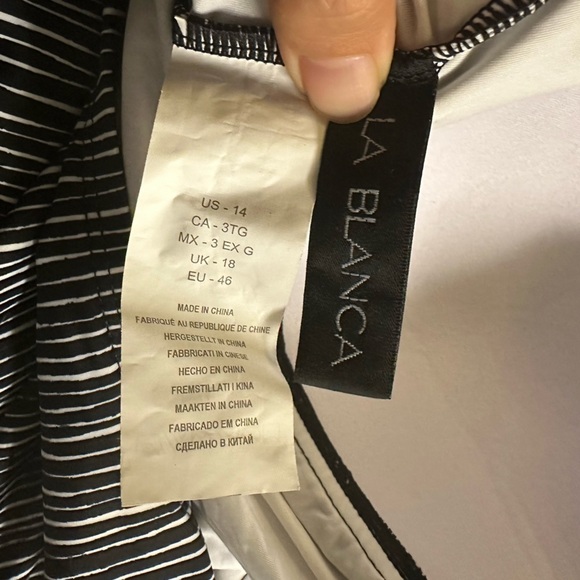 US - 14
CA - 3TG
MX - 3 EX G
UK - 18
EU - 46
MADE IN CHINA
FABRIQUÉ AU REPUBLIQUE DE CHINE
HERGESTELLT IN CHINA
FABBRICATI IN CINESE
HECHO EN CHINA
FREMSTILLATI I KINA
MAAKTEN IN CHINA
FABRICADO EM CHINA
СДЕЛАНО В КИТАЙ
LA BLANCA